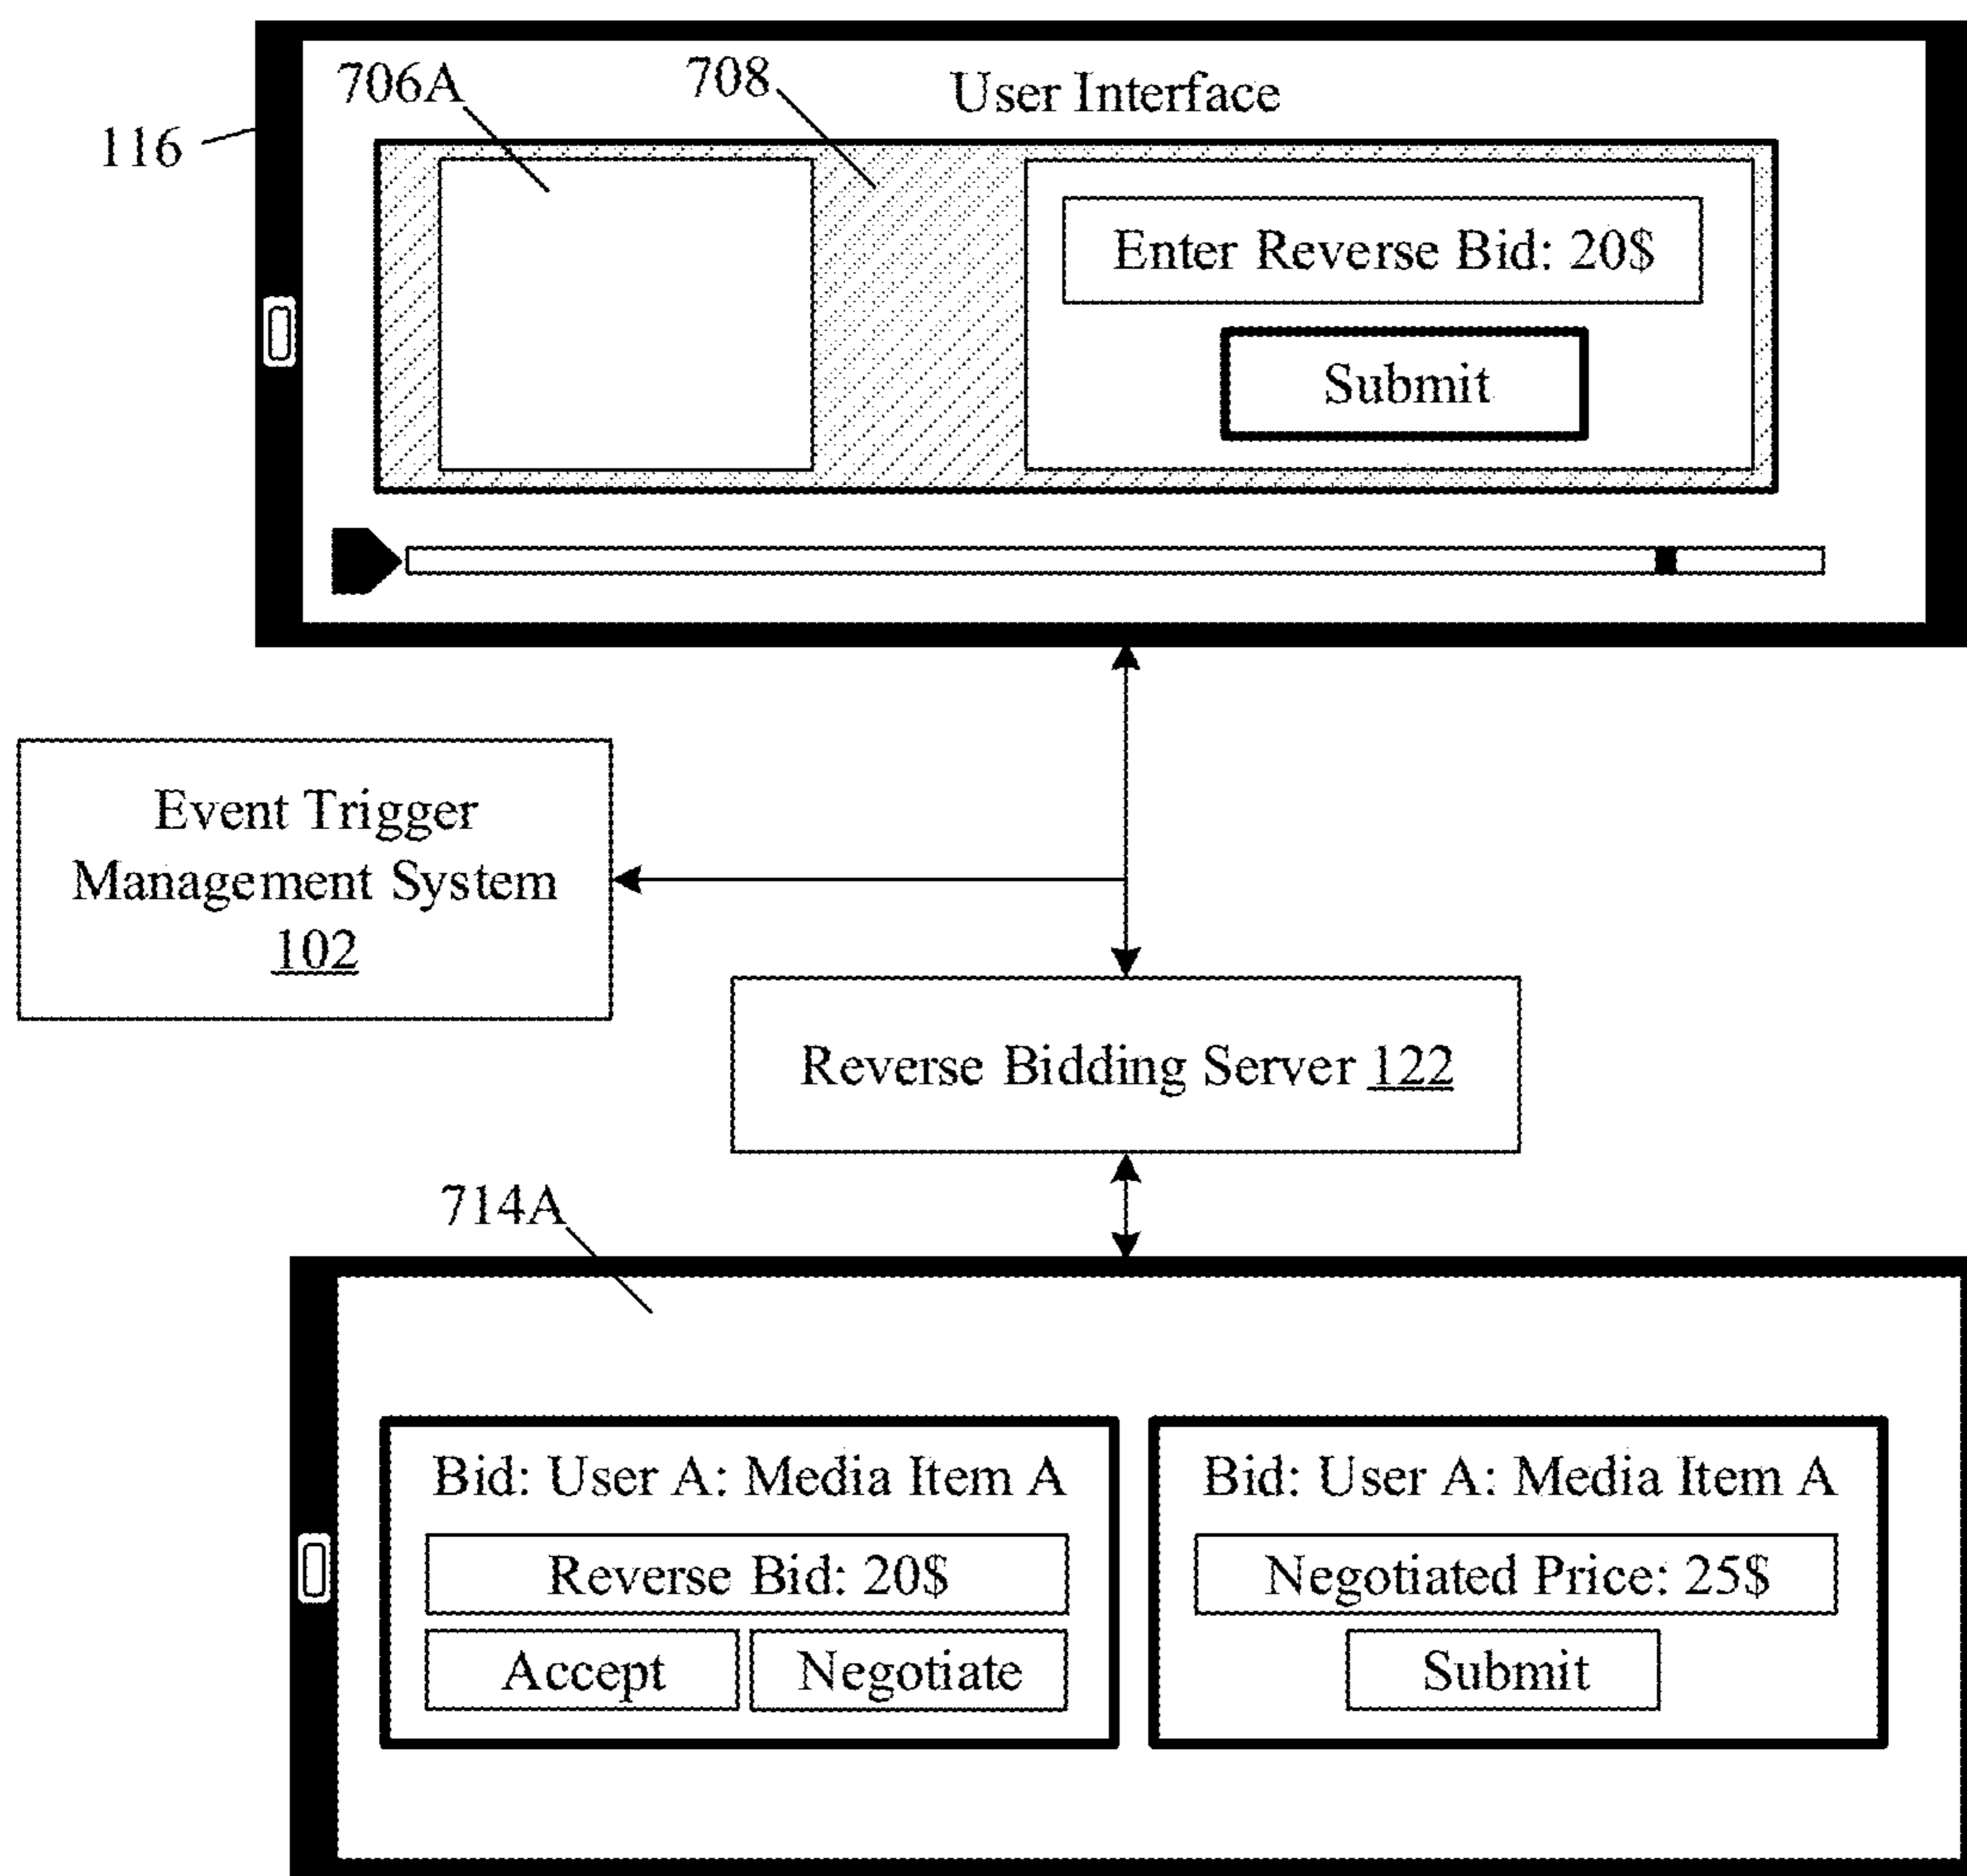 706A
708
User Interface
116
Enter Reverse Bid: 20$
Submit
Event Trigger
Management System
102
Reverse Bidding Server 122
714A
Bid: User A: Media Item A
Reverse Bid: 20$
Accept
Negotiate
Bid: User A: Media Item A
Negotiated Price: 25$
Submit